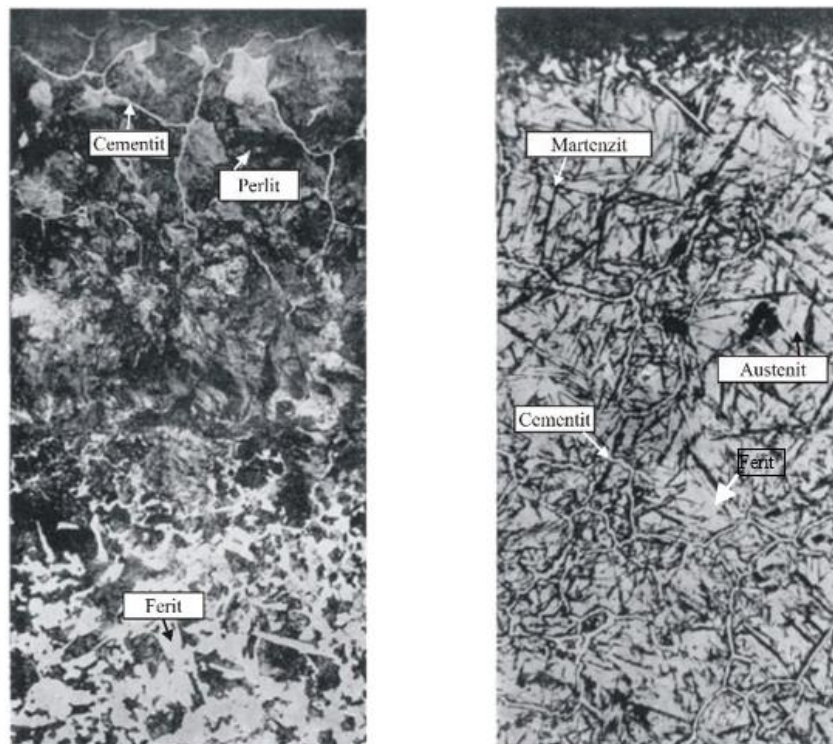 Cementit
Perlit
Ferit
Martenzit
Austenit
Cementit
Ferit